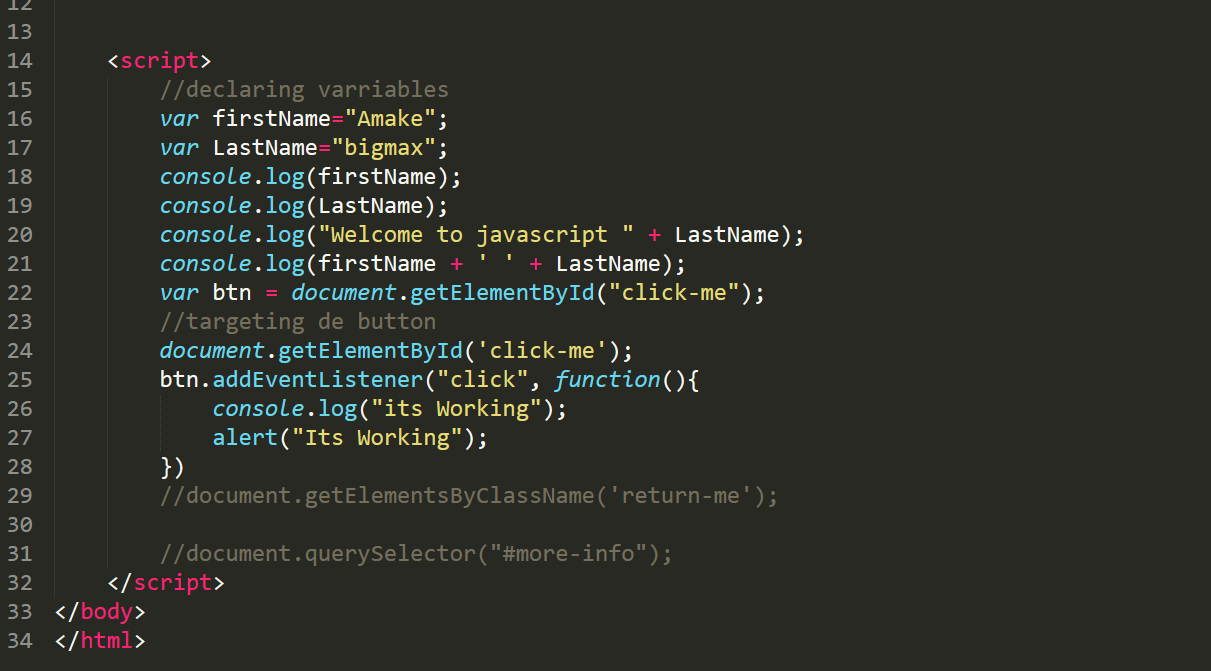 12
13
14 <script>
15 //declaring varriables
16 var firstName="Amake";
17 var LastName="bigmax";
18 console.log(firstName);
19 console.log(LastName);
20 console.log("Welcome to javascript " + LastName);
21 console.log(firstName + ' ' + LastName);
22 var btn = document.getElementById("click-me");
23 //targeting de button
24 document.getElementById('click-me');
25 btn.addEventListener("click", function(){
26 console.log("its Working");
27 alert("Its Working");
28 })
29 //document.getElementsByClassName('return-me');
30
31 //document.querySelector("#more-info");
32 </script>
33 </body>
34 </html>